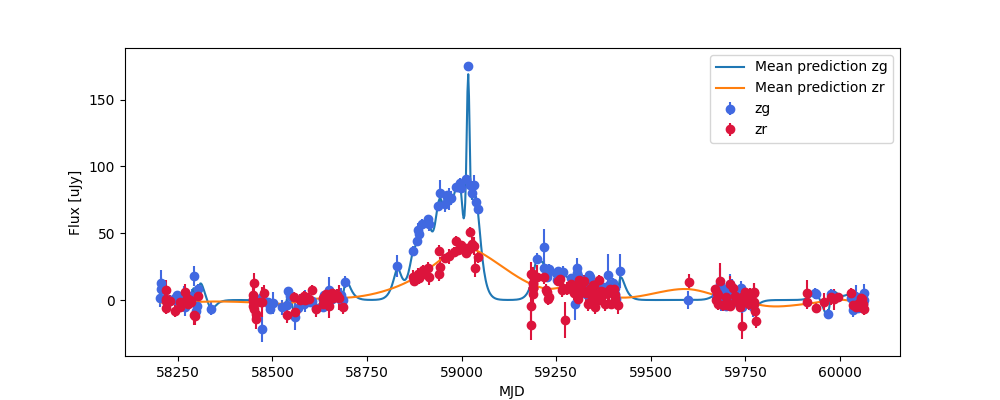 Mean prediction zg
Mean prediction zr
zg
zr
150
100
50
0
Flux [uJy]
58250 58500 58750 59000 59250 59500 59750 60000
MJD